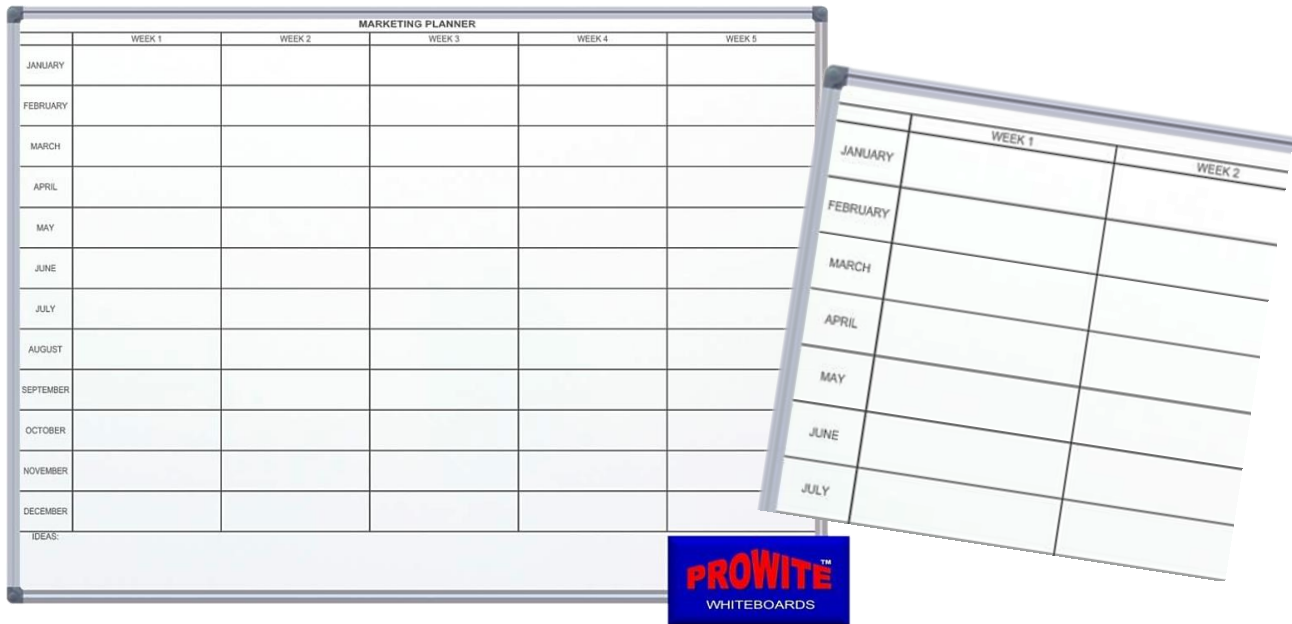 MARKETING PLANNER
WEEK 1 WEEK 2 WEEK 3 WEEK 4 WEEK 5
JANUARY
FEBRUARY
MARCH
APRIL
MAY
JUNE
JULY
AUGUST
SEPTEMBER
OCTOBER
NOVEMBER
DECEMBER
IDEAS:
WEEK 1 WEEK 2
JANUARY
FEBRUARY
MARCH
APRIL
MAY
JUNE
JULY
PROWITE™
WHITEBOARDS